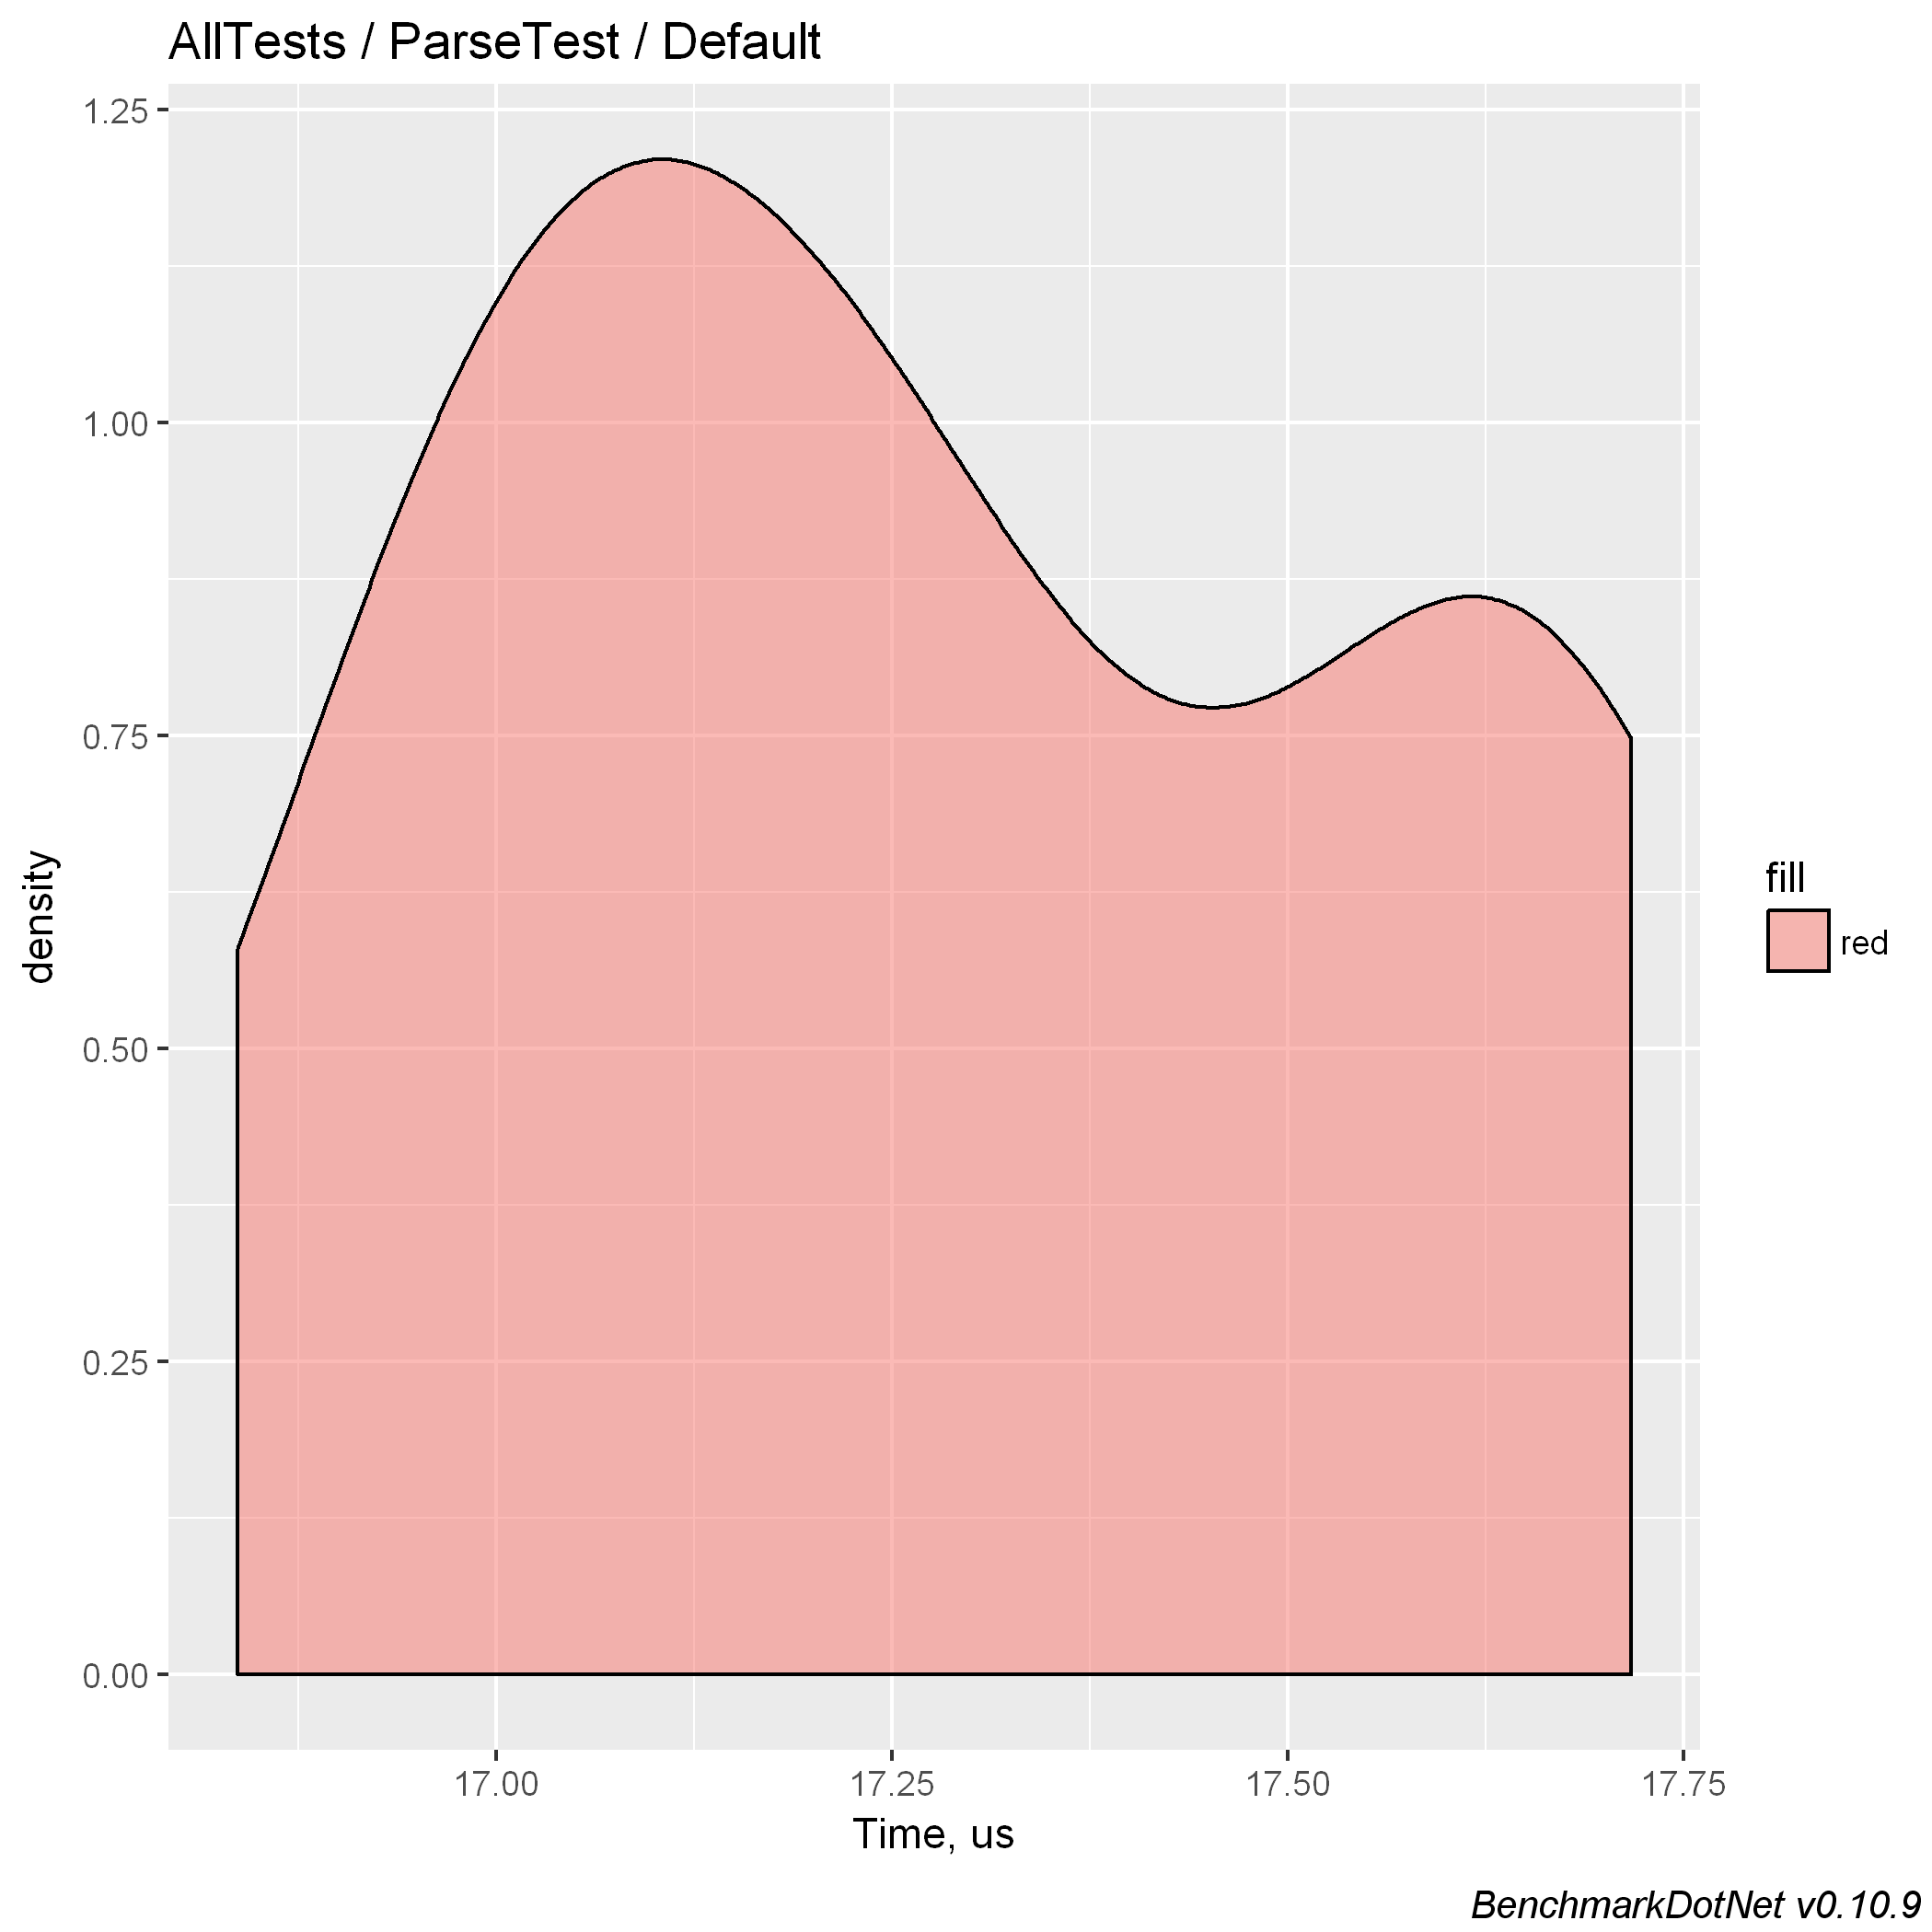 AllTests / ParseTest / Default
1.25
1.00
0.75
0.50
0.25
0.00
density
17.00 17.25 17.50 17.75
Time, us
fill
red
BenchmarkDotNet v0.10.9